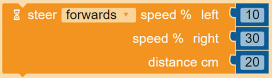 steer forwards speed % left 10
speed % right 30
distance cm 20